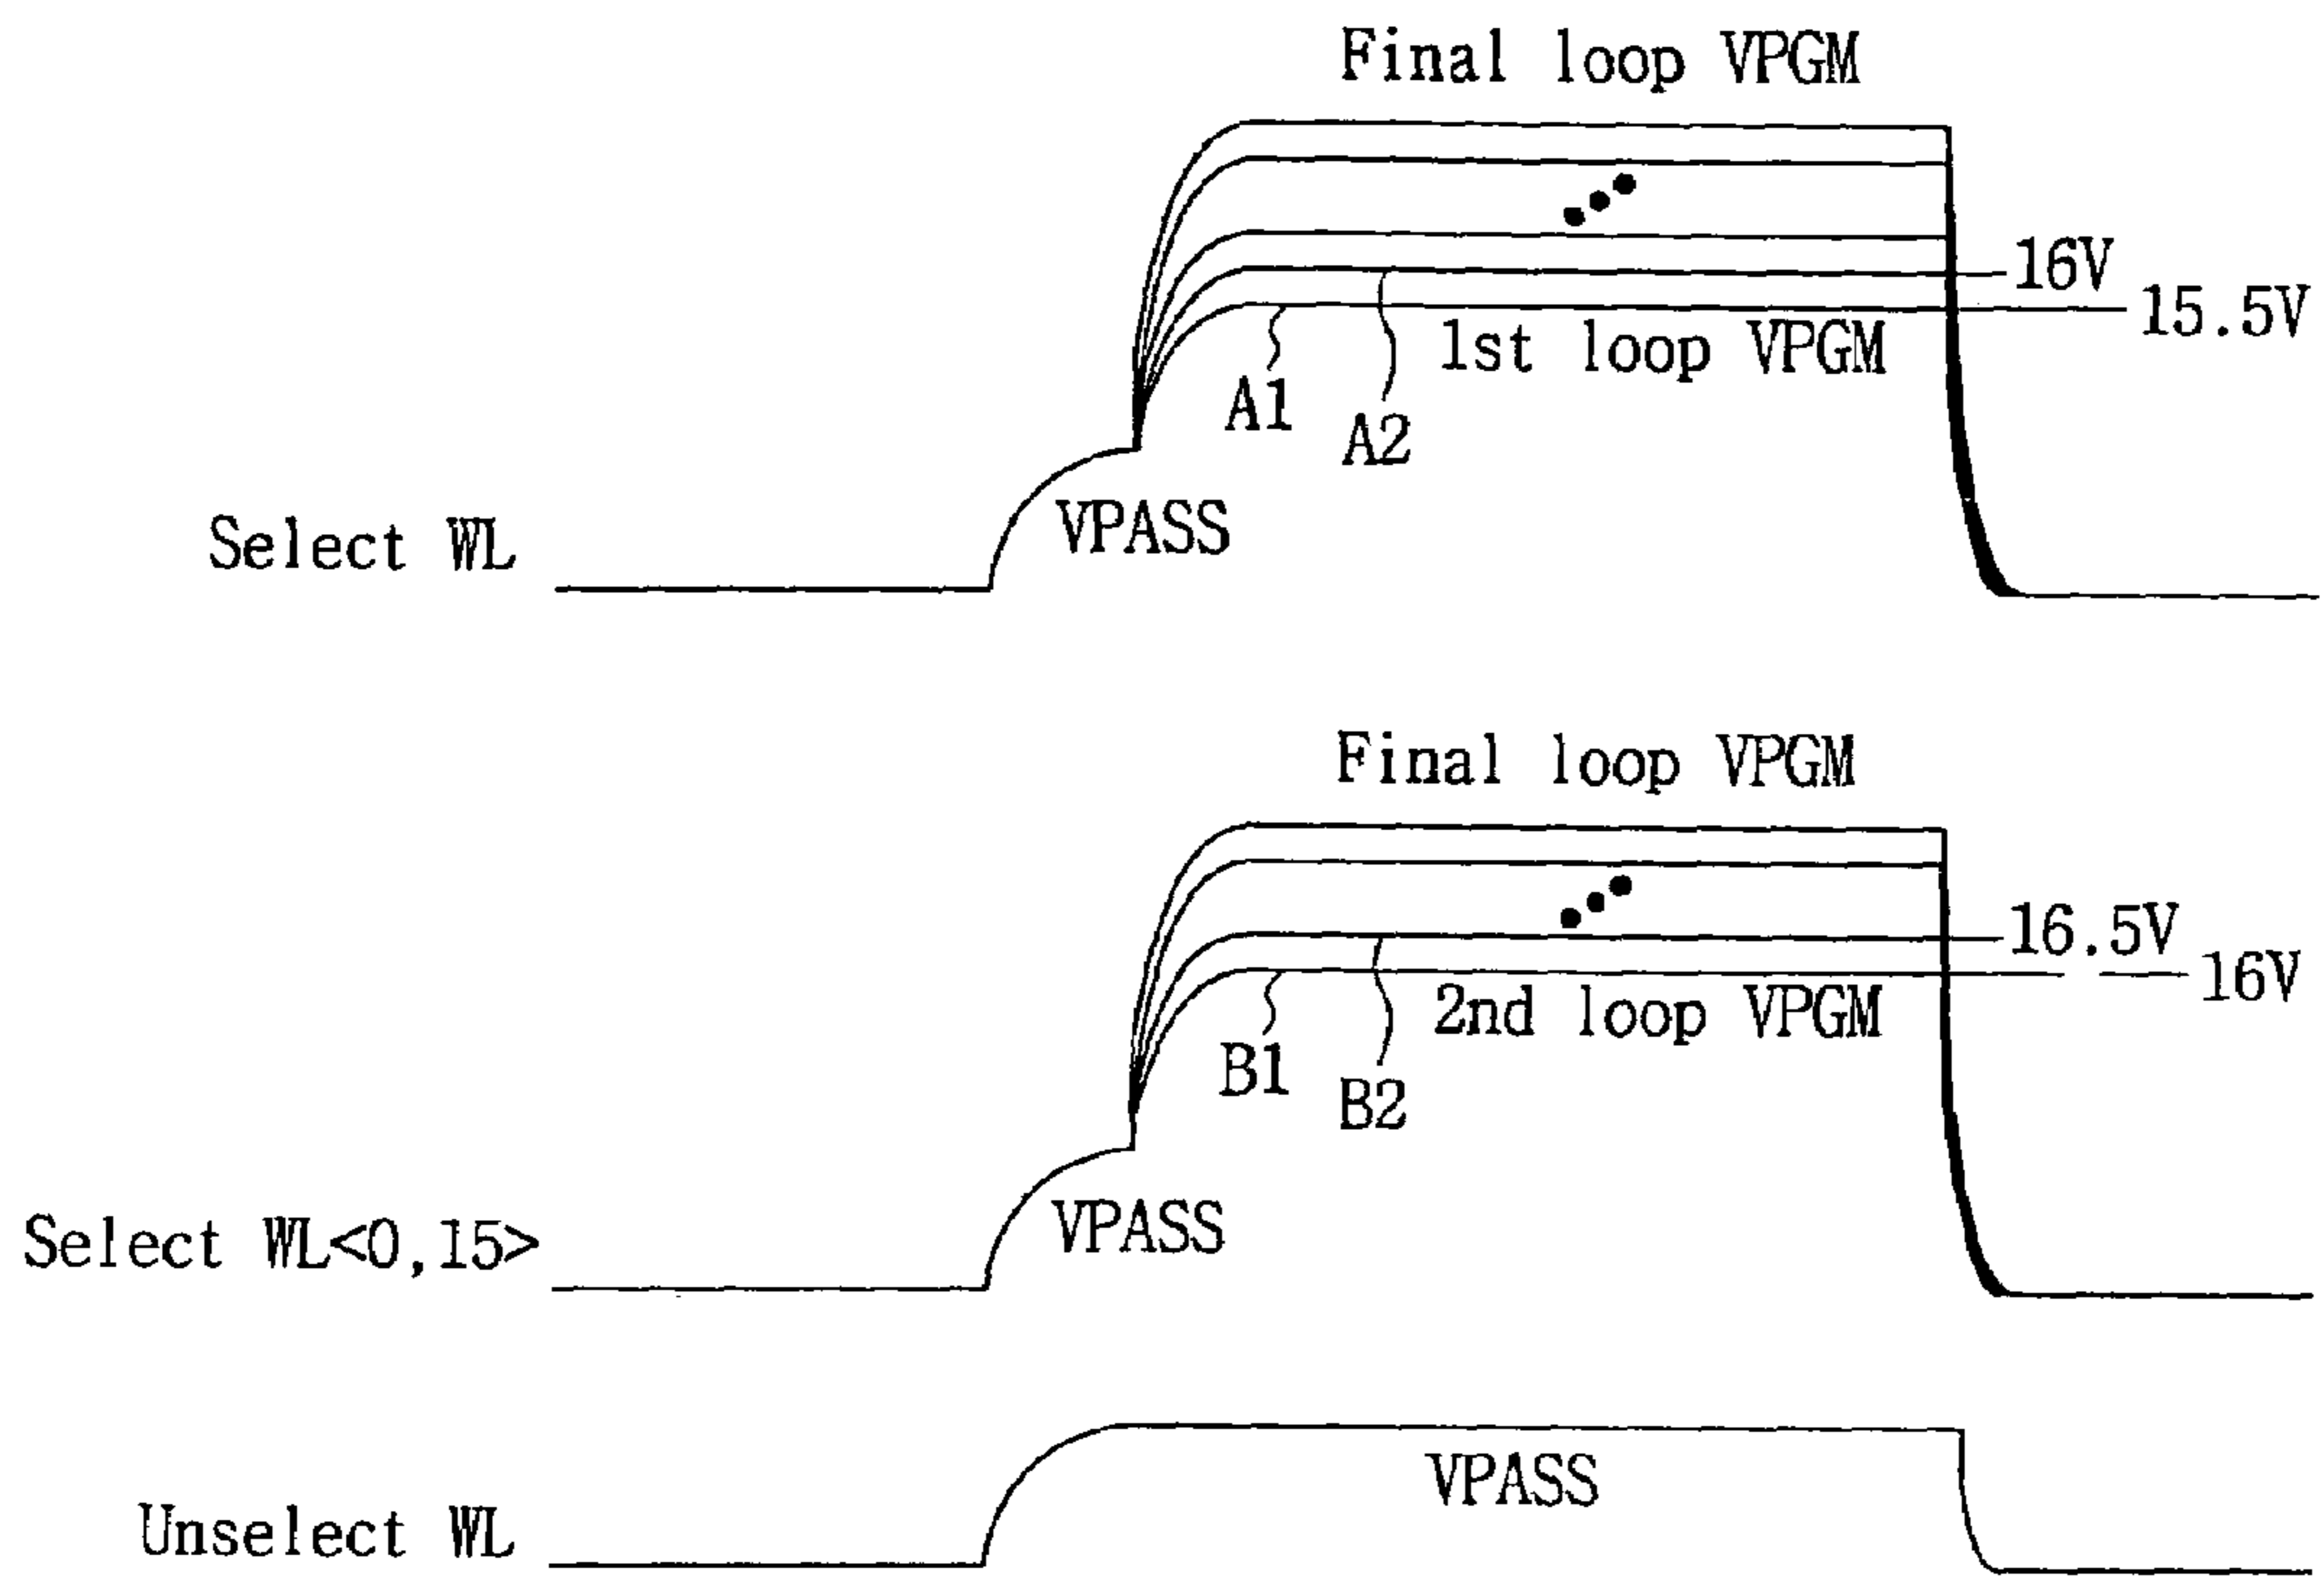 Final loop VPGM
16V
15.5V
1st loop VPGM
A1
A2
VPASS
Select WL
Final loop VPGM
16.5V
16V
2nd loop VPGM
B1
B2
VPASS
Select WL<0,15>
VPASS
Unselect WL